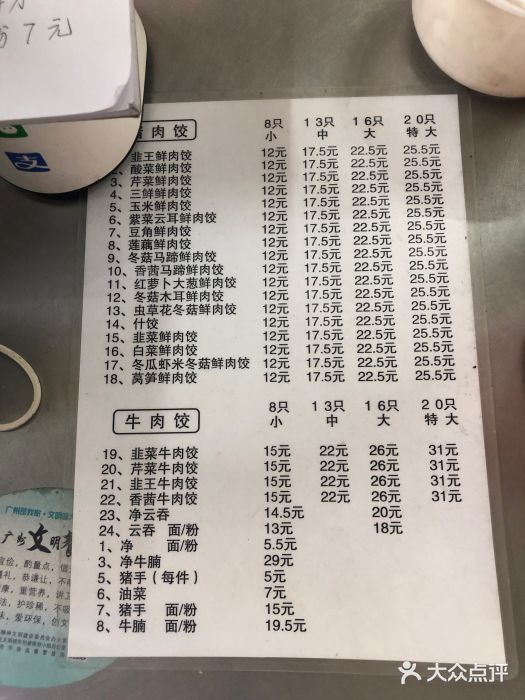 7元
猪肉饺 8只 13只 16只 20只
小 中 大 特大
韭王鲜肉饺 12元 17.5元 22.5元 25.5元
2、酸菜鲜肉饺 12元 17.5元 22.5元 25.5元
3、芹菜鲜肉饺 12元 17.5元 22.5元 25.5元
4、三鲜鲜肉饺 12元 17.5元 22.5元 25.5元
5、玉米鲜肉饺 12元 17.5元 22.5元 25.5元
6、紫菜云耳鲜肉饺 12元 17.5元 22.5元 25.5元
7、豆角鲜肉饺 12元 17.5元 22.5元 25.5元
8、莲藕鲜肉饺 12元 17.5元 22.5元 25.5元
9、冬菇马蹄鲜肉饺 12元 17.5元 22.5元 25.5元
10、香茜马蹄鲜肉饺 12元 17.5元 22.5元 25.5元
11、红萝卜大葱鲜肉饺 12元 17.5元 22.5元 25.5元
12、冬菇木耳鲜肉饺 12元 17.5元 22.5元 25.5元
13、虫草花冬菇鲜肉饺 12元 17.5元 22.5元 25.5元
14、什饺 12元 17.5元 22.5元 25.5元
15、韭菜鲜肉饺 12元 17.5元 22.5元 25.5元
16、白菜鲜肉饺 12元 17.5元 22.5元 25.5元
17、冬瓜虾米冬菇鲜肉饺 12元 17.5元 22.5元 25.5元
18、莴笋鲜肉饺 12元 17.5元 22.5元 25.5元
牛肉饺 8只 13只 16只 20只
小 中 大 特大
19、韭菜牛肉饺 15元 22元 26元 31元
20、芹菜牛肉饺 15元 22元 26元 31元
21、韭王牛肉饺 15元 22元 26元 31元
22、香茜牛肉饺 15元 22元 26元 31元
23、净云吞 14.5元 20元
24、云吞 面/粉 13元 18元
1、净 面/粉 5.5元
3、净牛腩 29元
5、猪手（每件） 5元
6、油菜 7元
7、猪手 面/粉 15元
8、牛腩 面/粉 19.5元
支
文明
重营养，讲
护珍稀，不
爱环保，创文
大众点评